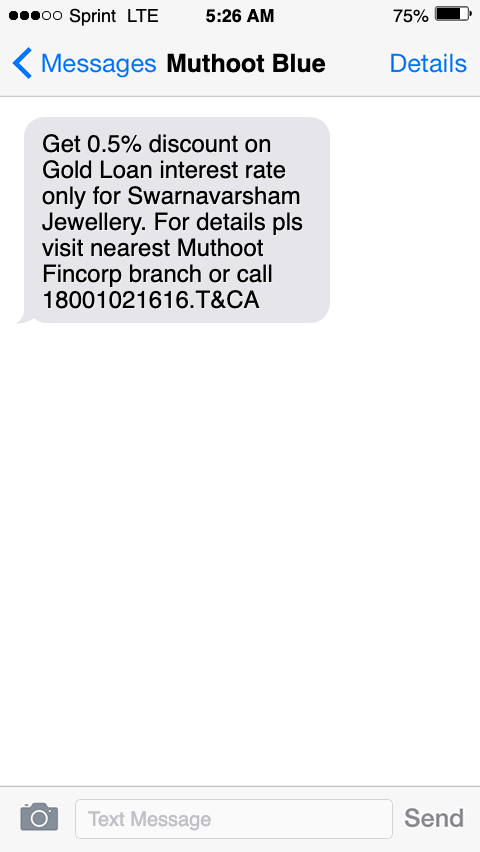 Sprint LTE 5:26 AM 75%
Messages Muthoot Blue Details
Get 0.5% discount on
Gold Loan interest rate
only for Swarnavarsham
Jewellery. For details pls
visit nearest Muthoot
Fincorp branch or call
18001021616.T&CA
Text Message Send